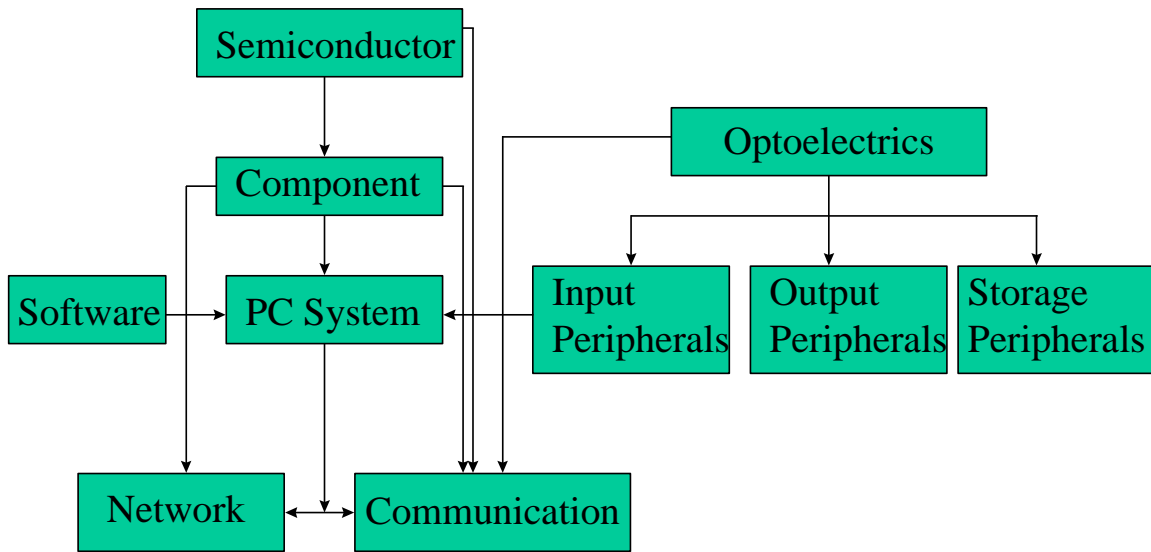 Semiconductor
Optoelectrics
Component
Software
PC System
Input
Peripherals
Output
Peripherals
Storage
Peripherals
Network
Communication